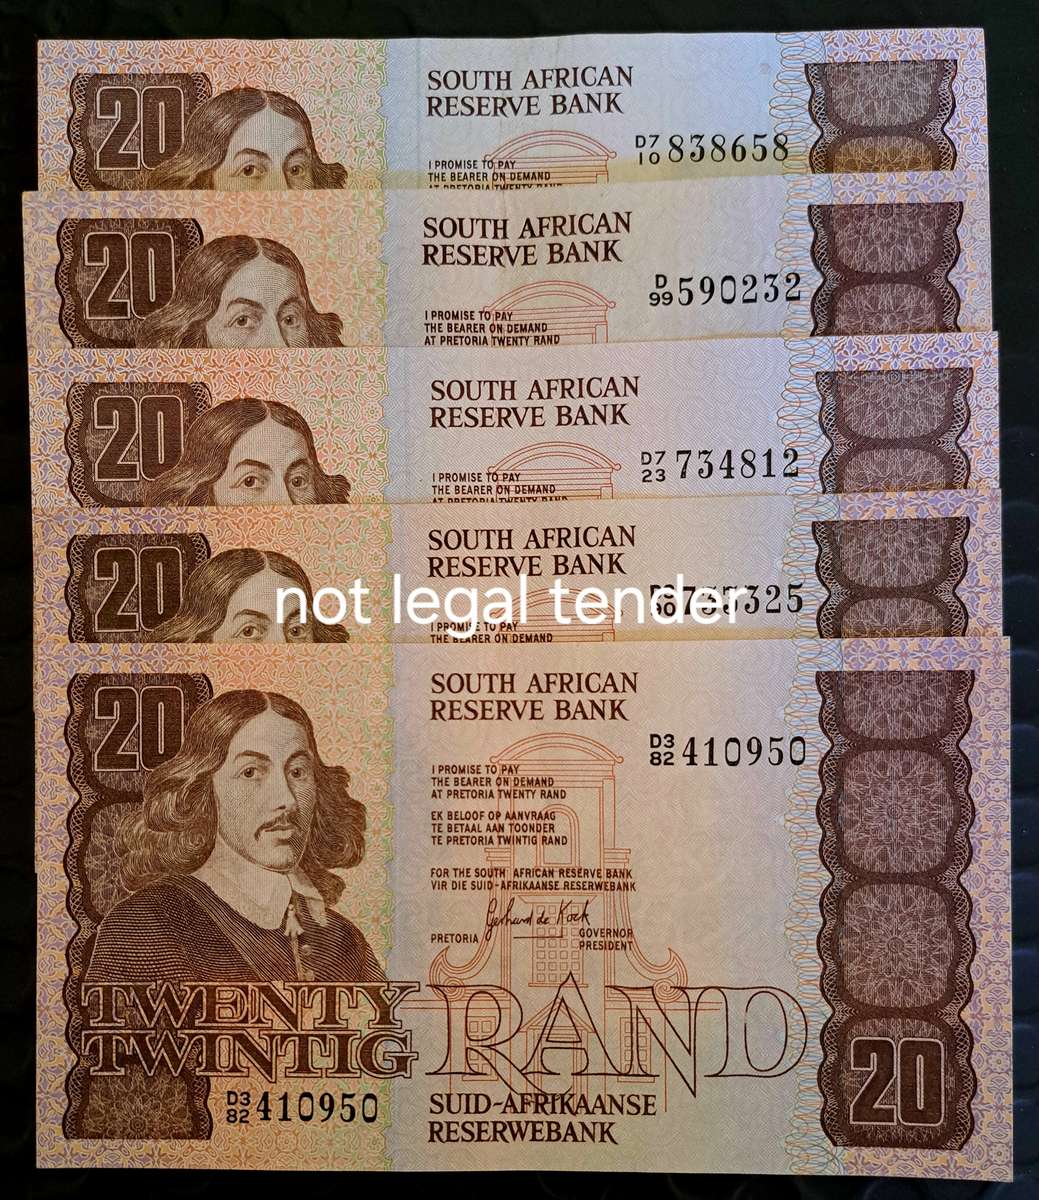 20
SOUTH AFRICAN
RESERVE BANK
D7
10 838658
I PROMISE TO PAY
THE BEARER ON DEMAND
AT PRETORIA TWENTY RAND
20
SOUTH AFRICAN
RESERVE BANK
D
99 590232
I PROMISE TO PAY
THE BEARER ON DEMAND
AT PRETORIA TWENTY RAND
20
SOUTH AFRICAN
RESERVE BANK
D7
23 734812
I PROMISE TO PAY
THE BEARER ON DEMAND
AT PRETORIA TWENTY RAND
20
SOUTH AFRICAN
RESERVE BANK
not legal tender
I PROMISE TO PAY
THE BEARER ON DEMAND
20
SOUTH AFRICAN
RESERVE BANK
D3
82 410950
I PROMISE TO PAY
THE BEARER ON DEMAND
AT PRETORIA TWENTY RAND
EK BELOOF OP AANVRAAG
TE BETAAL AAN TOONDER
TE PRETORIA TWINTIG RAND
FOR THE SOUTH AFRICAN RESERVE BANK
VIR DIE SUID-AFRIKAANSE RESERWEBANK
Gerhard de Kock
PRETORIA
GOVERNOR
PRESIDENT
TWENTY
TWINTIG
RAND
D3
82 410950
SUID-AFRIKAANSE
RESERWEBANK
20